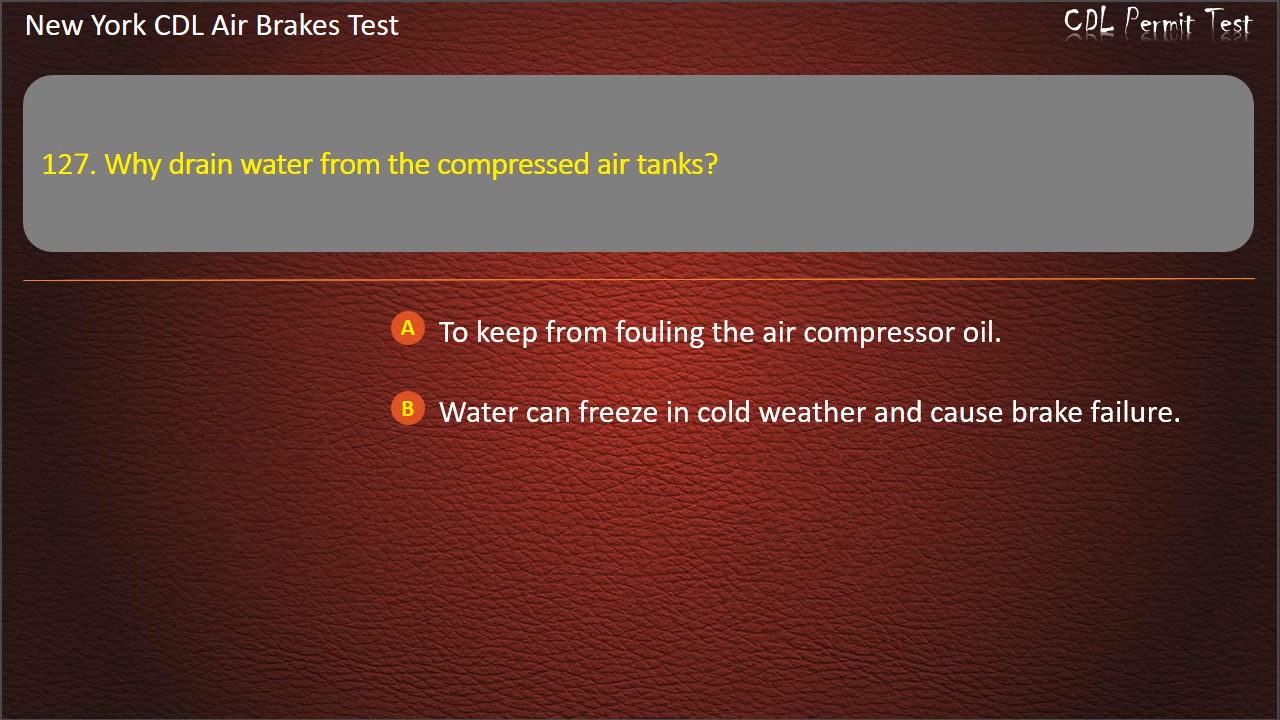 New York CDL Air Brakes Test
CDL Permit Test
127. Why drain water from the compressed air tanks?
A To keep from fouling the air compressor oil.
B Water can freeze in cold weather and cause brake failure.